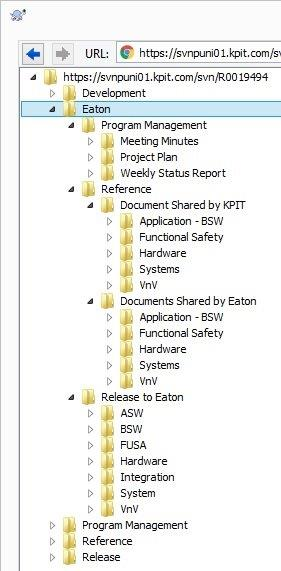 URL: https://svnpuni01.kpit.com/sv
https://svnpuni01.kpit.com/svn/R0019494
Development
Eaton
Program Management
Meeting Minutes
Project Plan
Weekly Status Report
Reference
Document Shared by KPIT
Application - BSW
Functional Safety
Hardware
Systems
VnV
Documents Shared by Eaton
Application - BSW
Functional Safety
Hardware
Systems
VnV
Release to Eaton
ASW
BSW
FUSA
Hardware
Integration
System
VnV
Program Management
Reference
Release